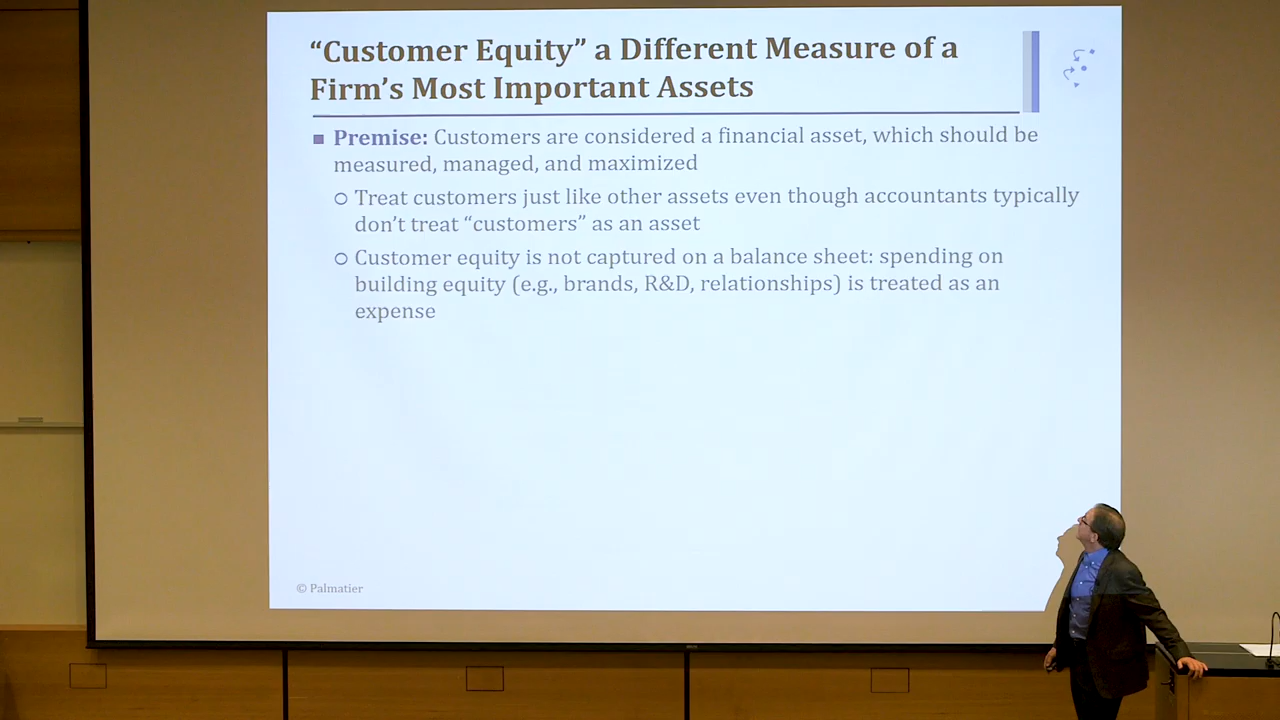 “Customer Equity” a Different Measure of a
Firm’s Most Important Assets
■ Premise: Customers are considered a financial asset, which should be
measured, managed, and maximized
○ Treat customers just like other assets even though accountants typically
don’t treat “customers” as an asset
○ Customer equity is not captured on a balance sheet: spending on
building equity (e.g., brands, R&D, relationships) is treated as an
expense
© Palmatier